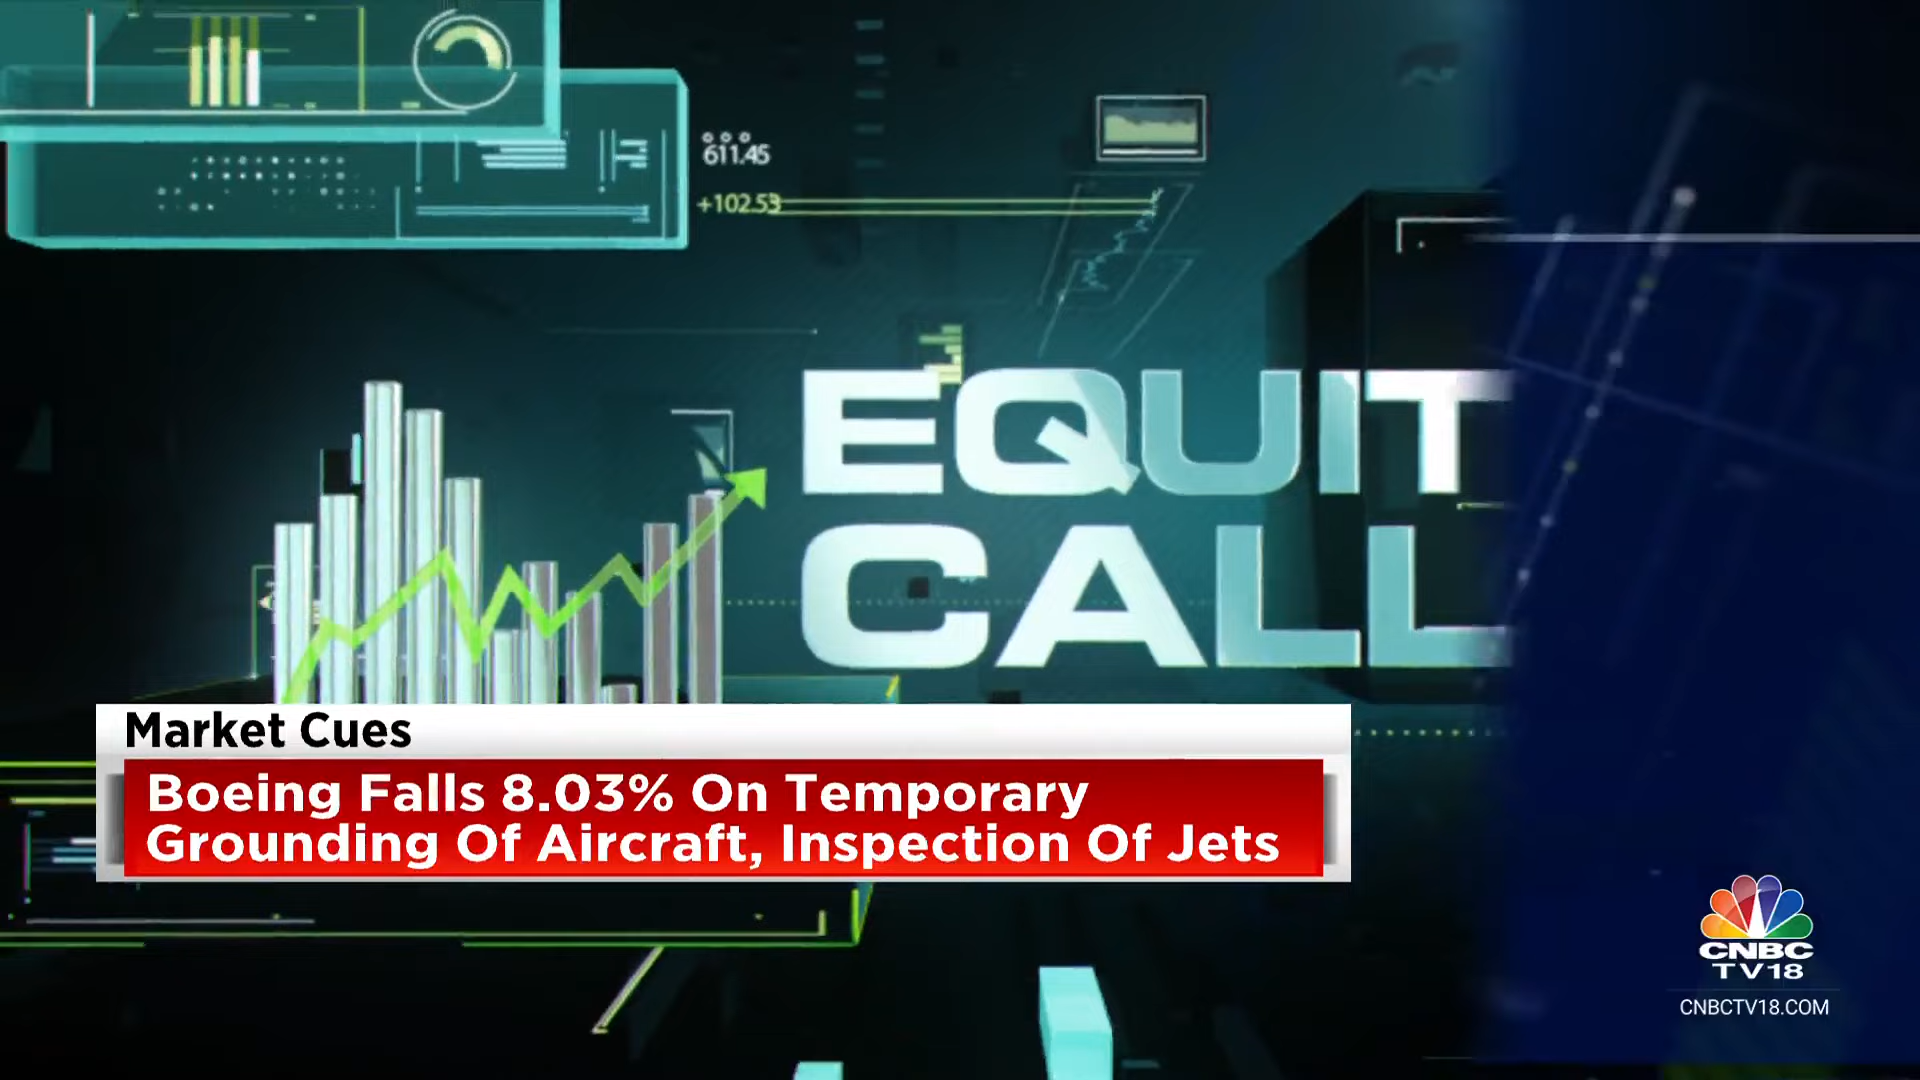 611.45
+102.53
EQUIT
CALL
Market Cues
Boeing Falls 8.03% On Temporary
Grounding Of Aircraft, Inspection Of Jets
CNBC
TV18
CNBCTV18.COM